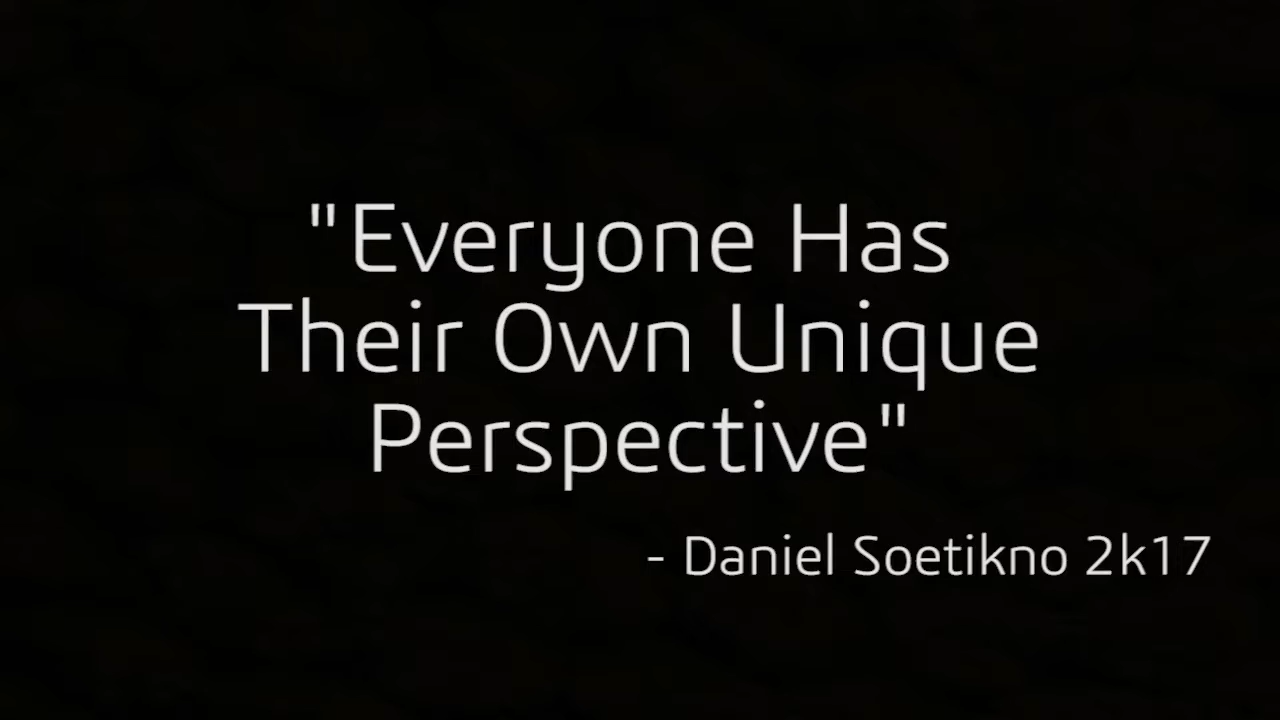 "Everyone Has
Their Own Unique
Perspective"
- Daniel Soetikno 2k17